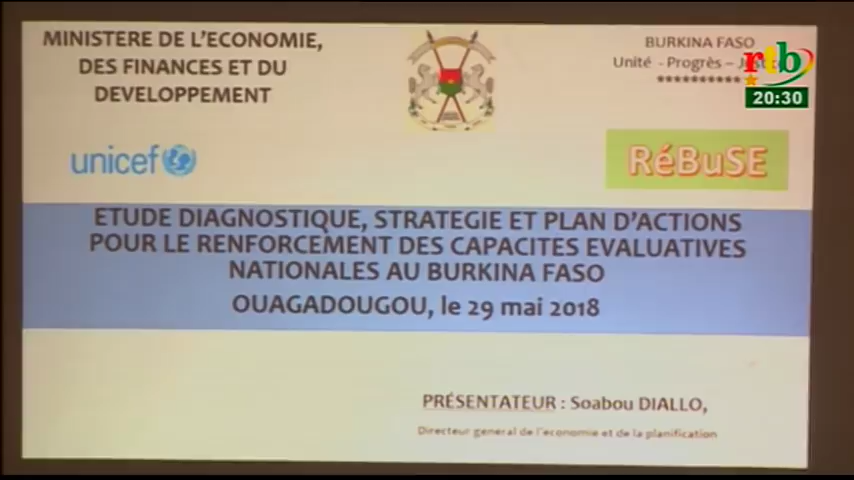 MINISTERE DE L'ECONOMIE,
DES FINANCES ET DU
DEVELOPPEMENT
BURKINA FASO
Unité - Progrès -
**********
rtb
20:30
unicef
RéBuSE
ETUDE DIAGNOSTIQUE, STRATEGIE ET PLAN D'ACTIONS
POUR LE RENFORCEMENT DES CAPACITES EVALUATIVES
NATIONALES AU BURKINA FASO
OUAGADOUGOU, le 29 mai 2018
PRÉSENTATEUR : Soabou DIALLO,
Directeur general de l'economie et de la planification